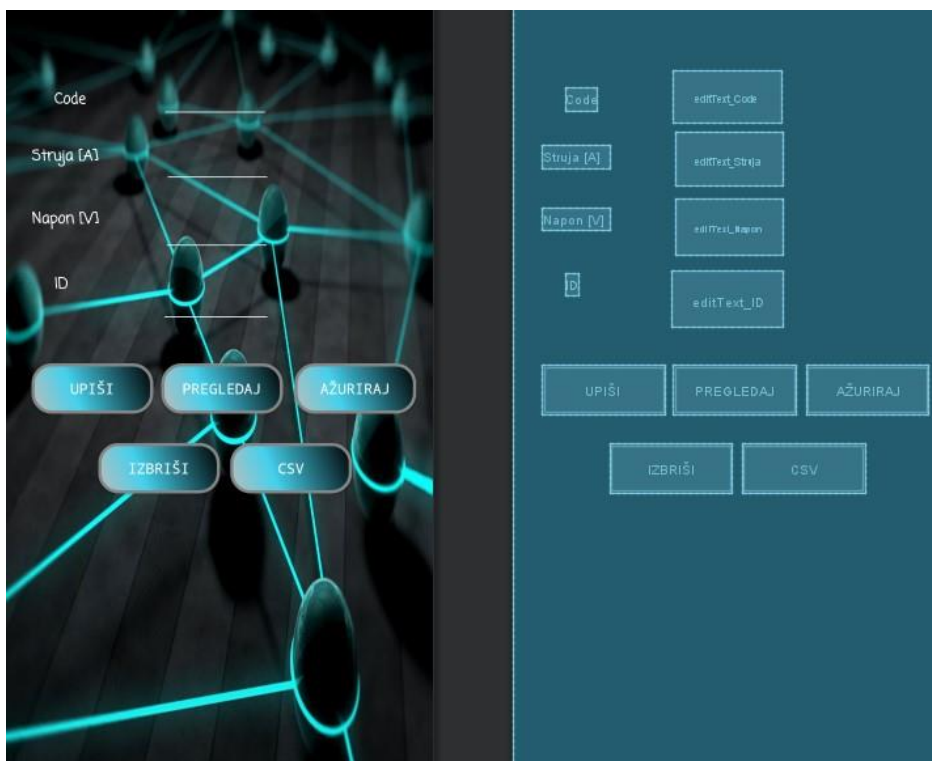 Code
Struja [A]
Napon [V]
ID
UPIŠI PREGLEDAJ AŽURIRAJ
IZBRIŠI CSV
Code editText_Code
Struja [A] editText_Struja
Napon [V] editText_Napon
ID editText_ID
UPIŠI PREGLEDAJ AŽURIRAJ
IZBRIŠI CSV